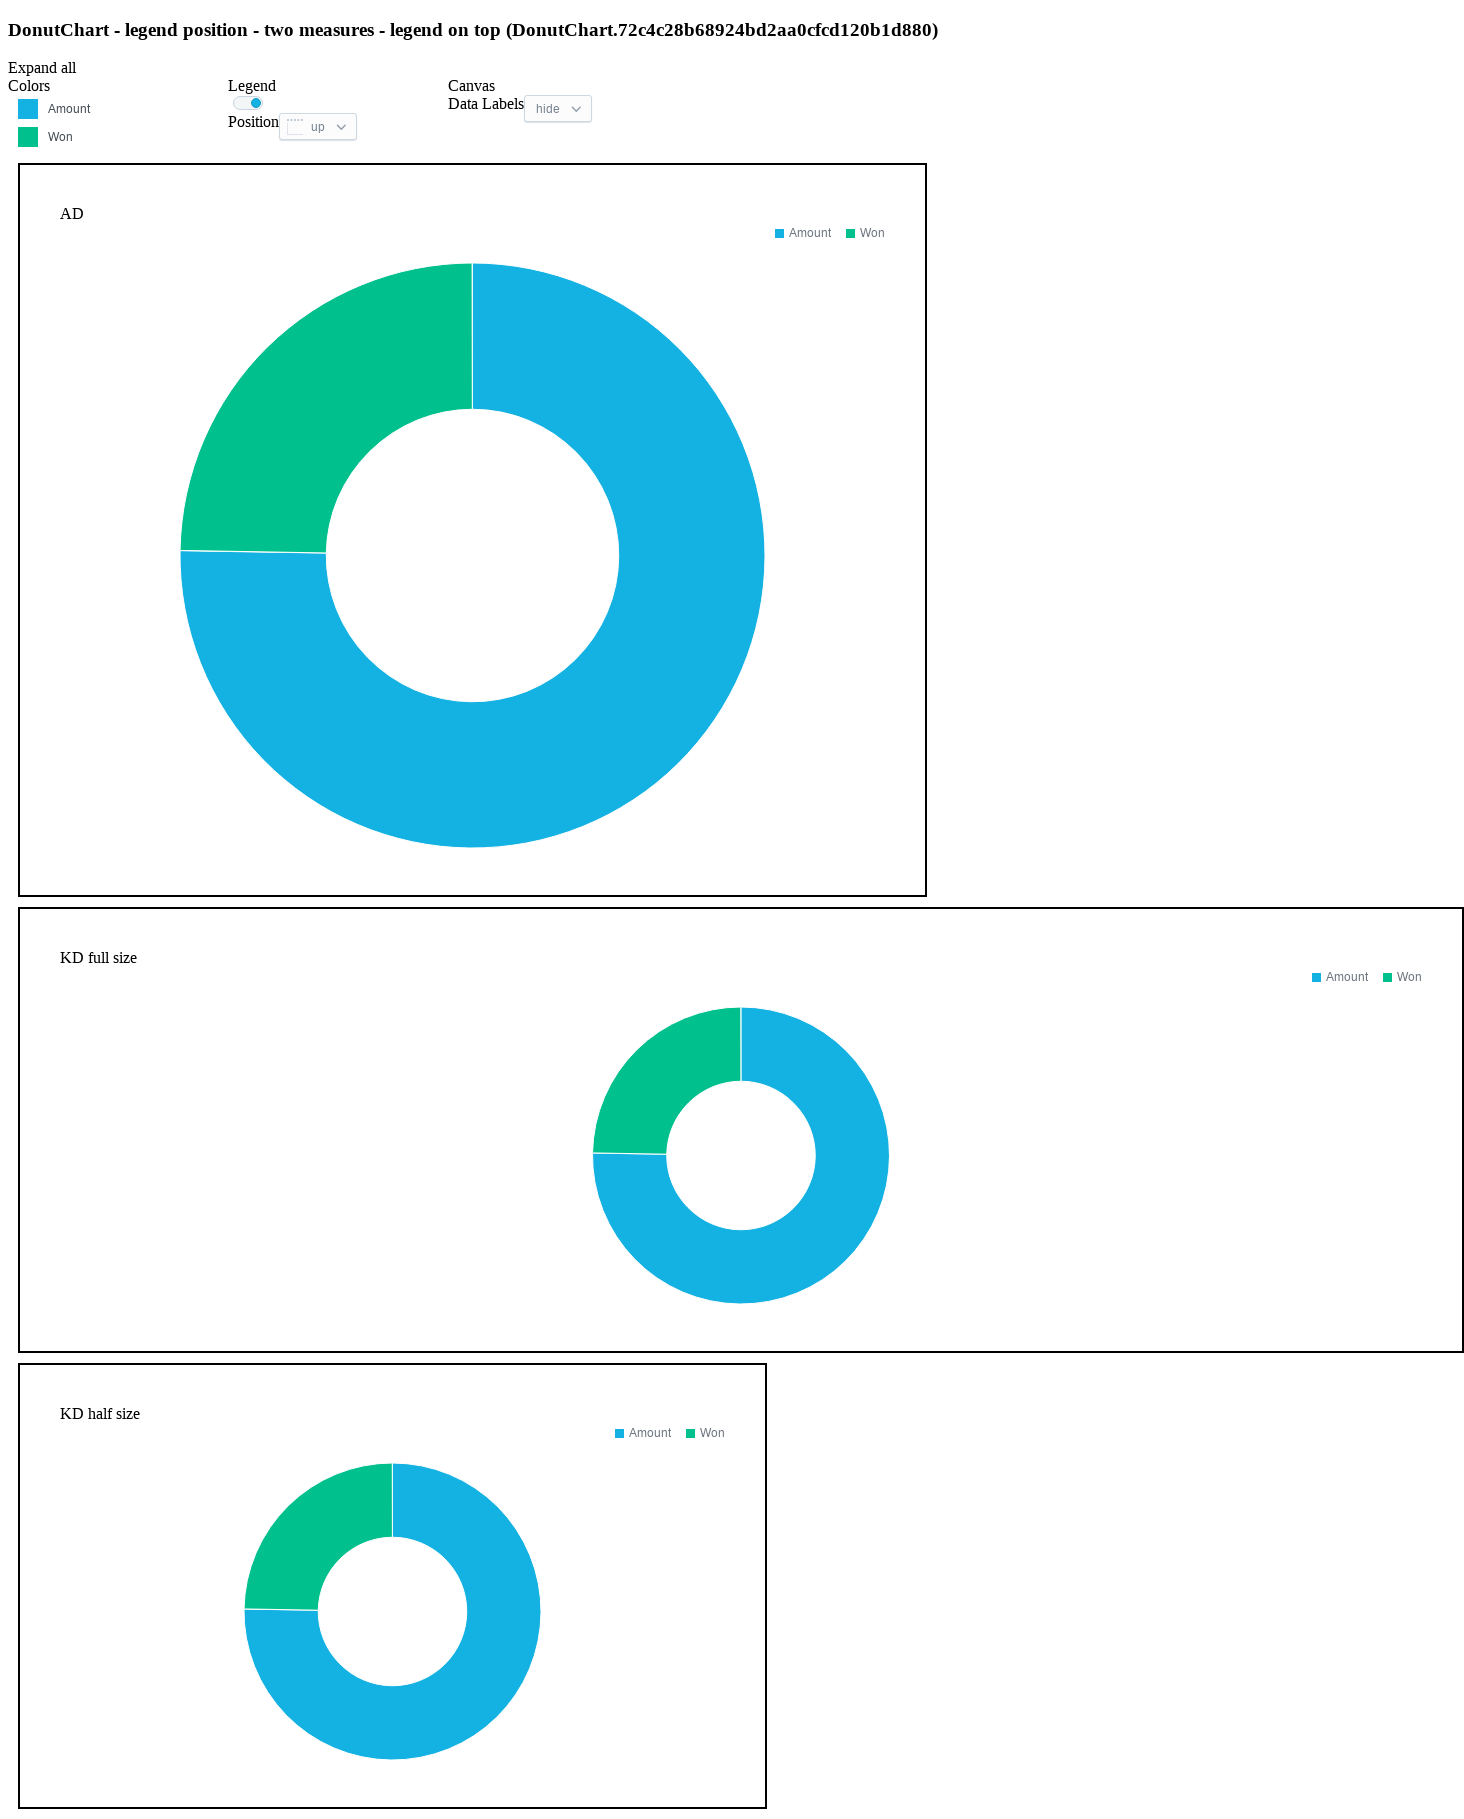 DonutChart - legend position - two measures - legend on top (DonutChart.72c4c28b68924bd2aa0cfcd120b1d880)
Expand all
Colors
Amount
Won
Legend
Position up
Canvas
Data Labels hide
AD
Amount Won
KD full size
Amount Won
KD half size
Amount Won